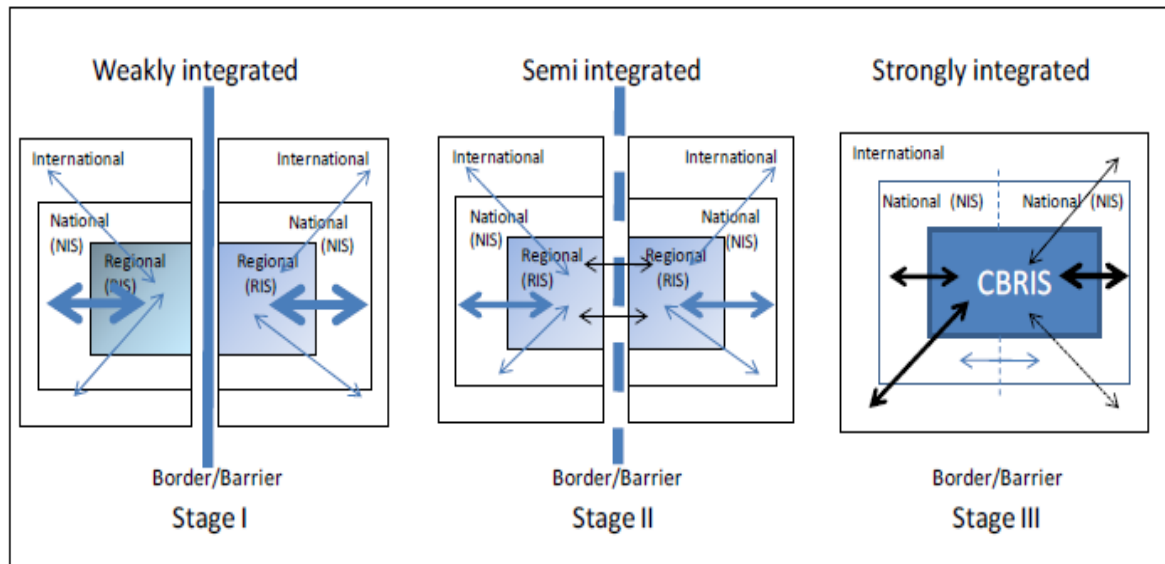 Weakly integrated
Semi integrated
Strongly integrated
International
International
National
(NIS)
National
(NIS)
Regional
(RIS)
Regional
(RIS)
International
International
National
(NIS)
National
(NIS)
Regional
(RIS)
Regional
(RIS)
International
National (NIS)
National (NIS)
CBRIS
Border/Barrier
Border/Barrier
Border/Barrier
Stage I
Stage II
Stage III